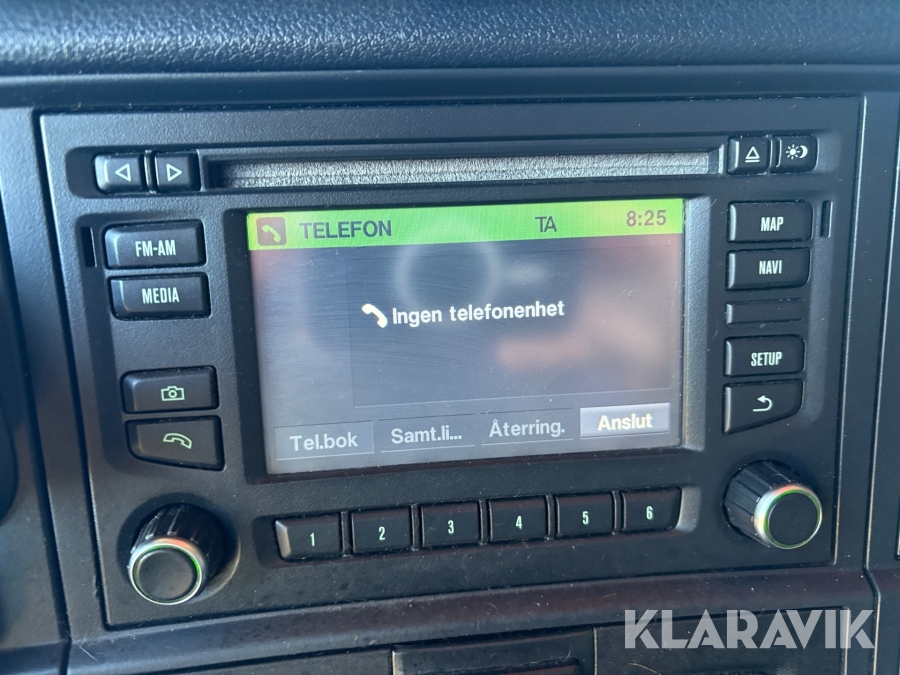 TELEFON TA 8:25
FM-AM
MEDIA
Ingen telefonenhet
Tel.bok Samt.li... Återring. Anslut
MAP
NAVI
SETUP
1 2 3 4 5 6
KLARAVIK